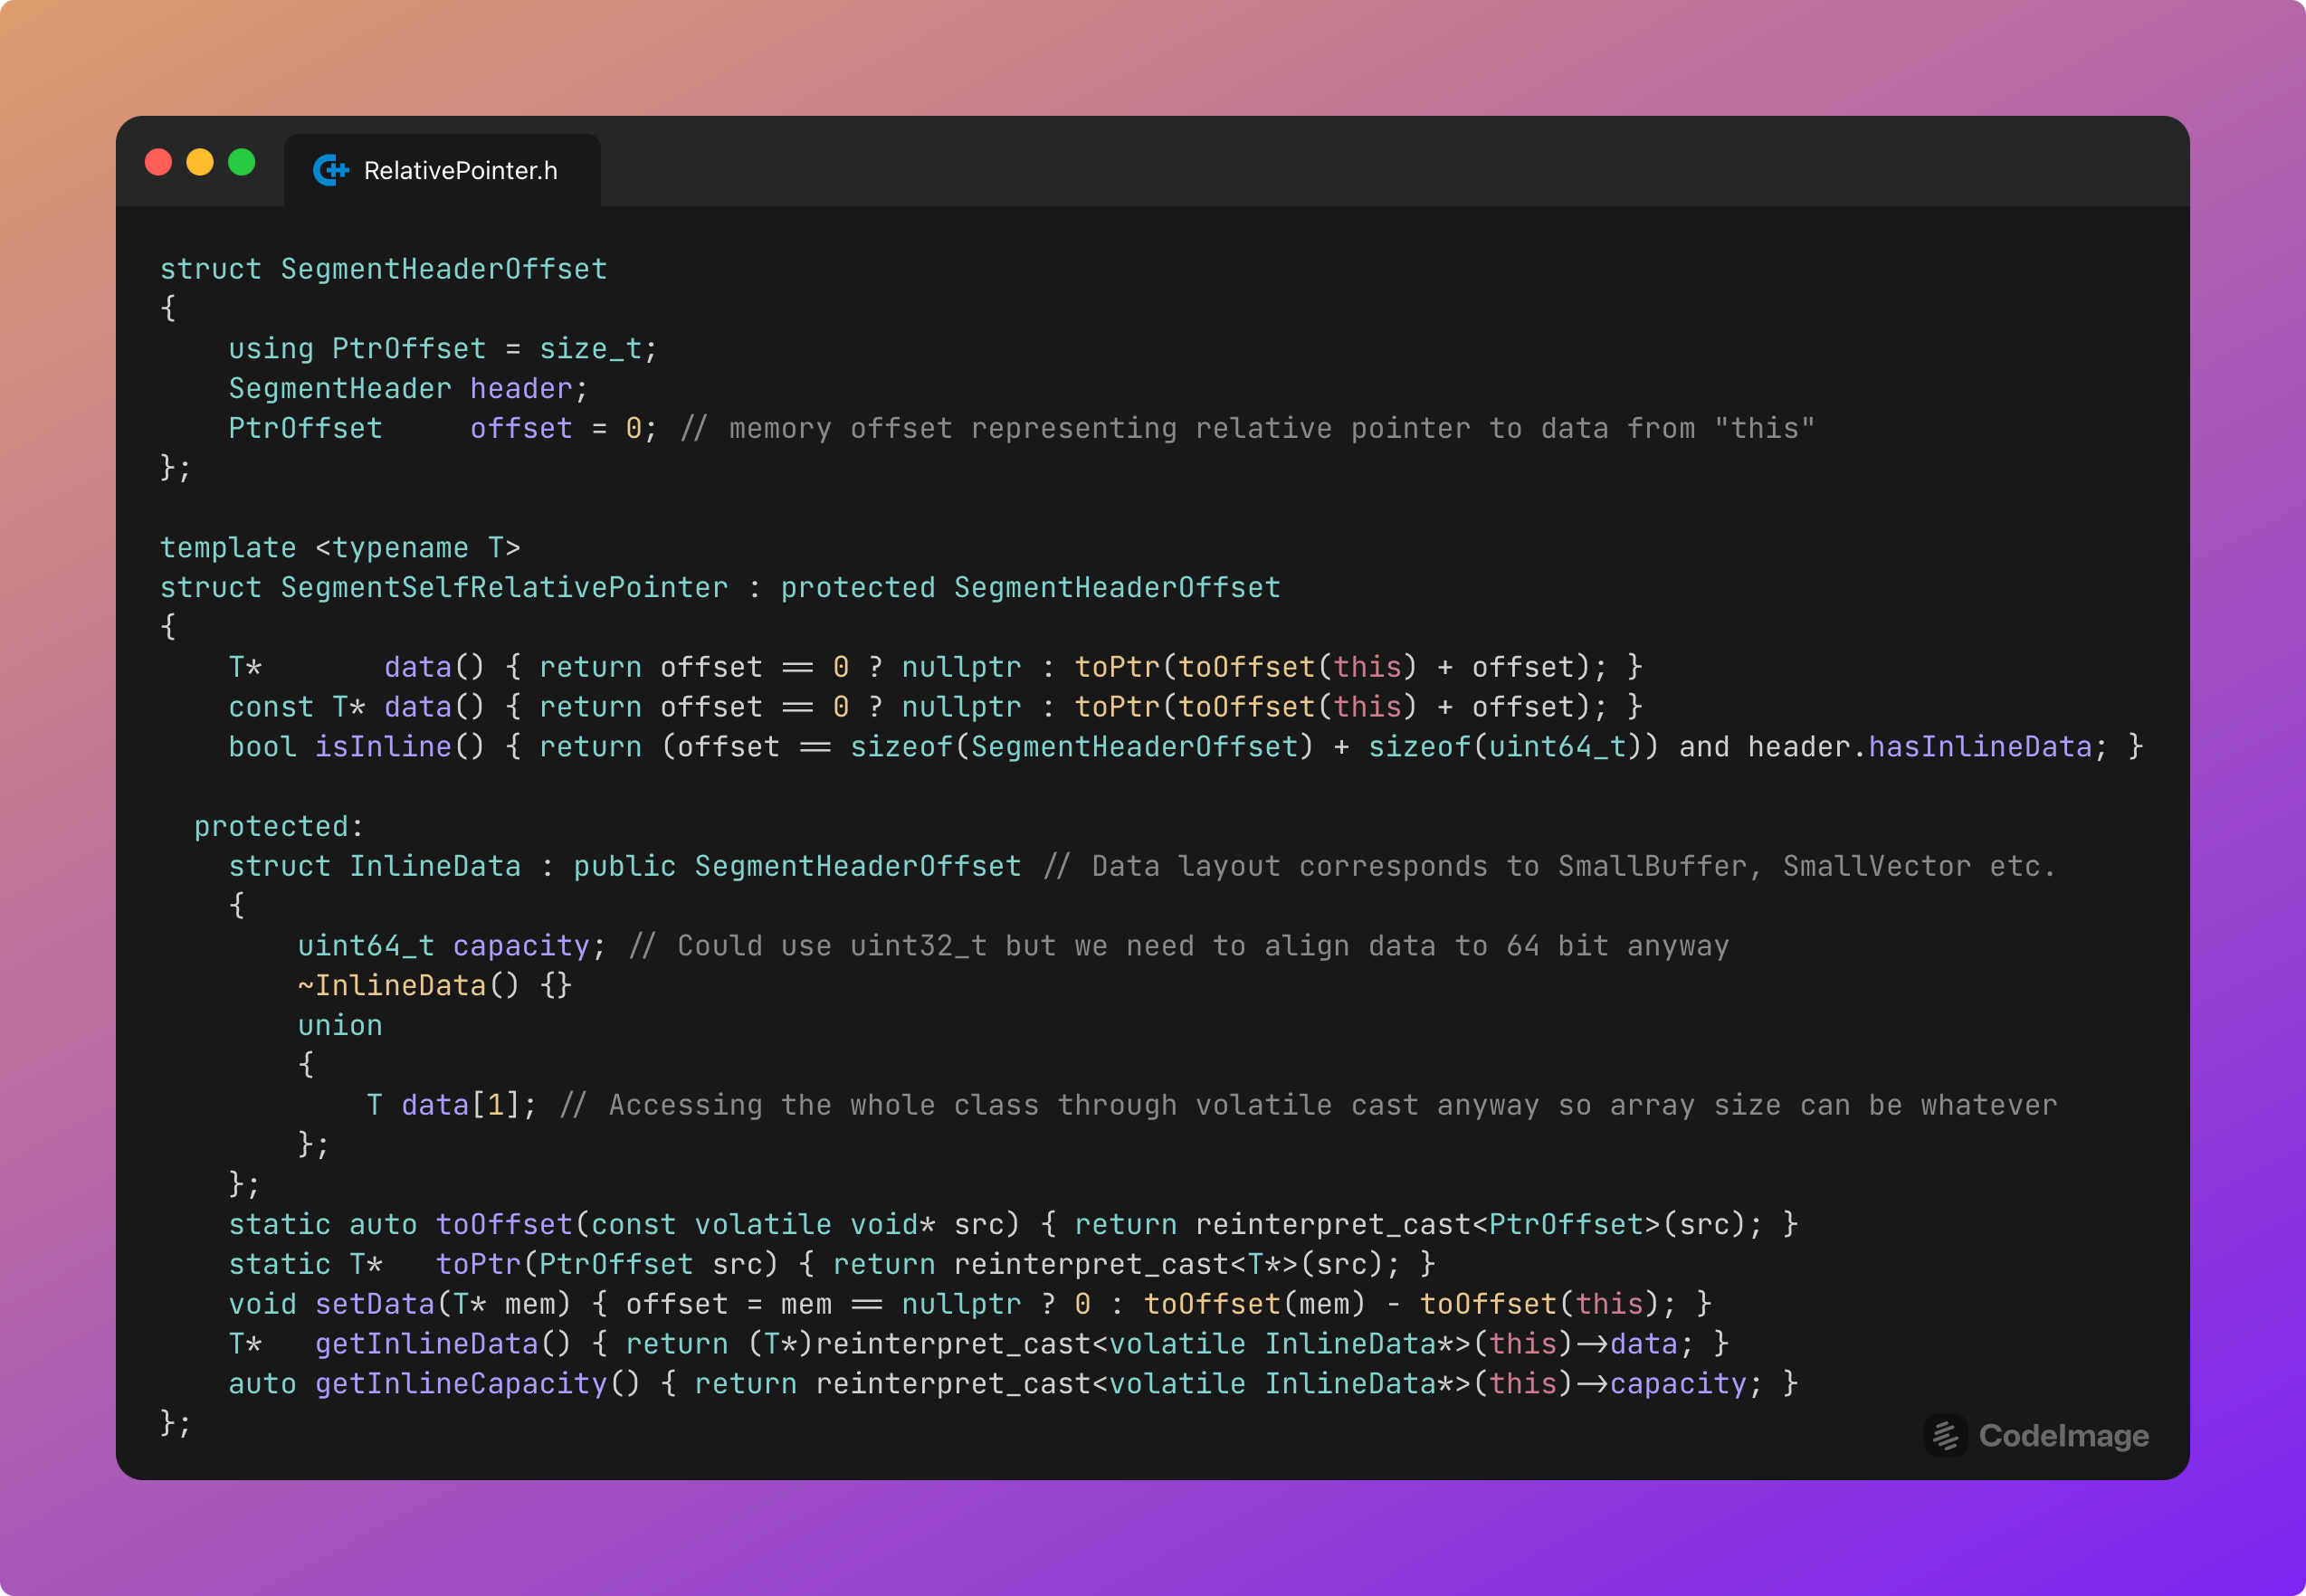 RelativePointer.h
struct SegmentHeaderOffset
{
    using PtrOffset = size_t;
    SegmentHeader header;
    PtrOffset     offset = 0; // memory offset representing relative pointer to data from "this"
};

template <typename T>
struct SegmentSelfRelativePointer : protected SegmentHeaderOffset
{
    T*       data() { return offset == 0 ? nullptr : toPtr(toOffset(this) + offset); }
    const T* data() { return offset == 0 ? nullptr : toPtr(toOffset(this) + offset); }
    bool isInline() { return (offset == sizeof(SegmentHeaderOffset) + sizeof(uint64_t)) and header.hasInlineData; }

  protected:
    struct InlineData : public SegmentHeaderOffset // Data layout corresponds to SmallBuffer, SmallVector etc.
    {
        uint64_t capacity; // Could use uint32_t but we need to align data to 64 bit anyway
        ~InlineData() {}
        union
        {
            T data[1]; // Accessing the whole class through volatile cast anyway so array size can be whatever
        };
    };
    static auto toOffset(const volatile void* src) { return reinterpret_cast<PtrOffset>(src); }
    static T*   toPtr(PtrOffset src) { return reinterpret_cast<T*>(src); }
    void setData(T* mem) { offset = mem == nullptr ? 0 : toOffset(mem) - toOffset(this); }
    T*   getInlineData() { return (T*)reinterpret_cast<volatile InlineData*>(this)->data; }
    auto getInlineCapacity() { return reinterpret_cast<volatile InlineData*>(this)->capacity; }
};
CodeImage